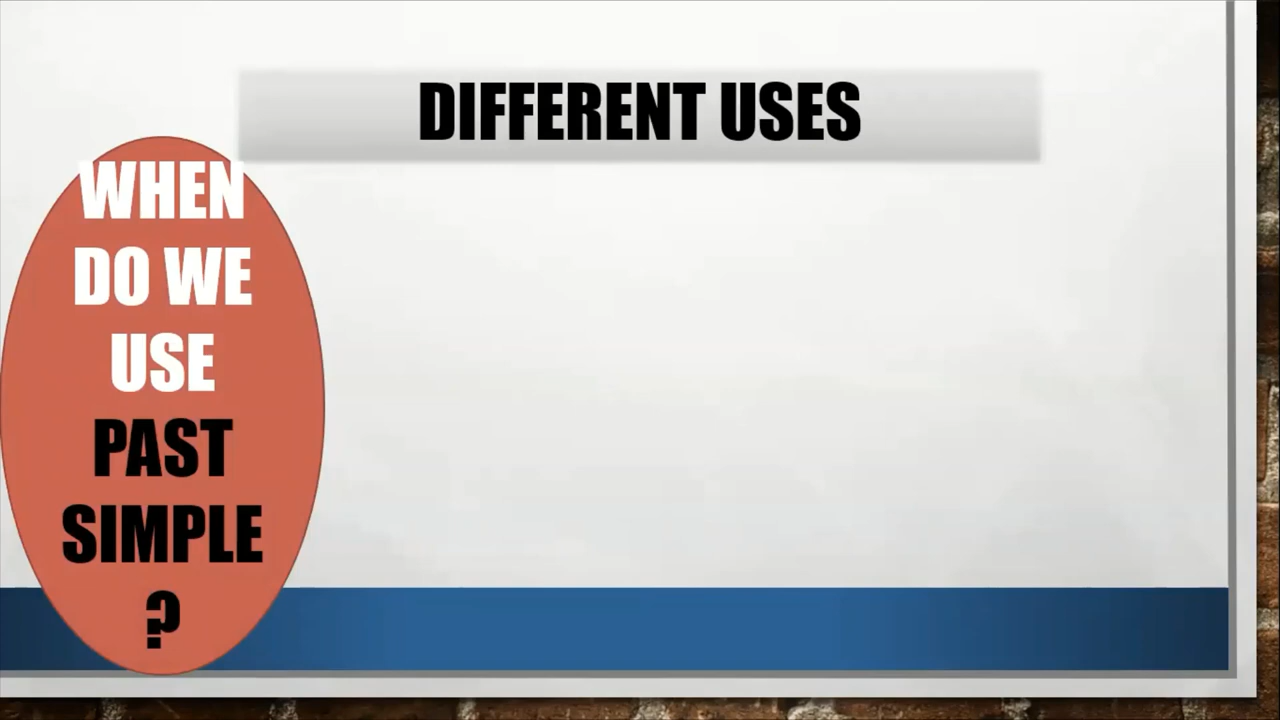 DIFFERENT USES
WHEN
DO WE
USE
PAST
SIMPLE
?